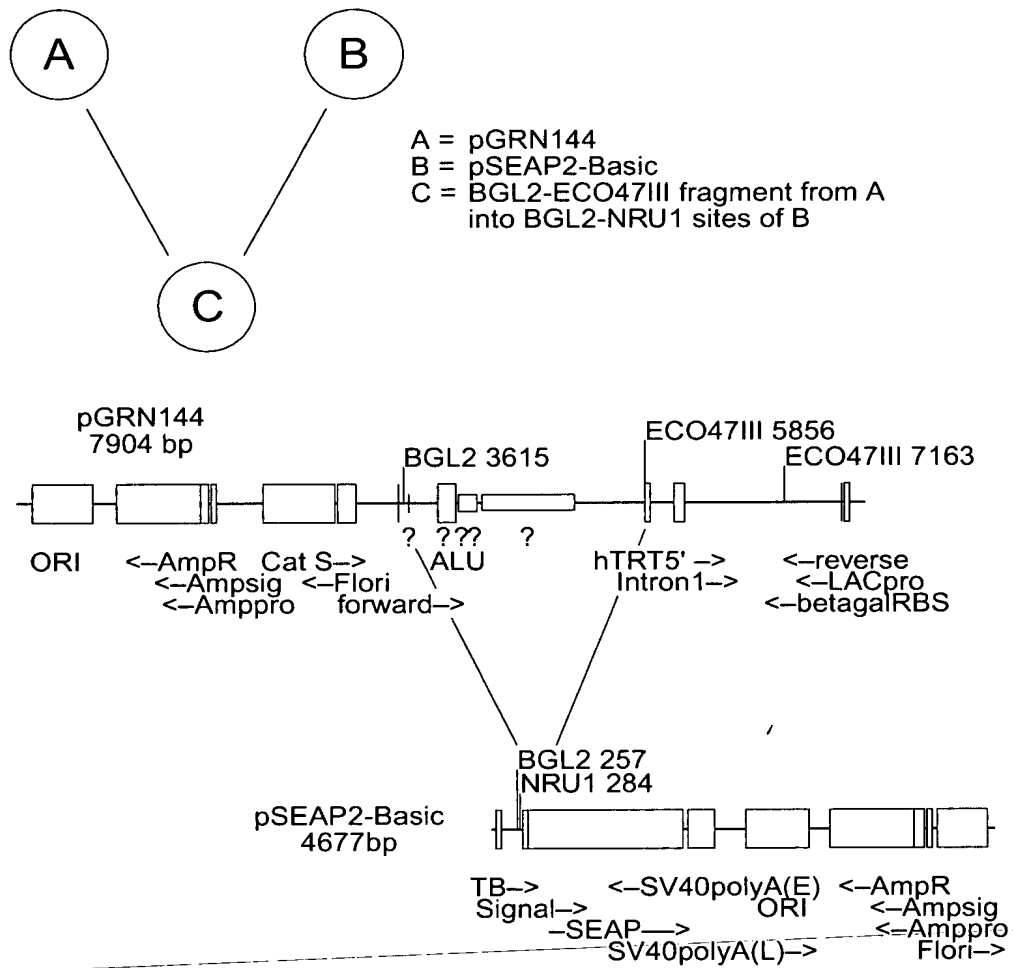 A
B
A = pGRN144
B = pSEAP2-Basic
C = BGL2-ECO47III fragment from A
into BGL2-NRU1 sites of B
C
pGRN144
7904 bp
ECO47III 5856
BGL2 3615
ECO47III 7163
? ??? ?
ORI <–AmpR Cat S–> ALU hTRT5' –> <–reverse
<–Ampsig <–Flori Intron1–> <–LACpro
<–Amppro forward–> <–betagalRBS
BGL2 257
NRU1 284
pSEAP2-Basic
4677bp
TB–> <–SV40polyA(E) <–AmpR
Signal–> ORI <–Ampsig
–SEAP––> <–Amppro
SV40polyA(L)–> Flori–>